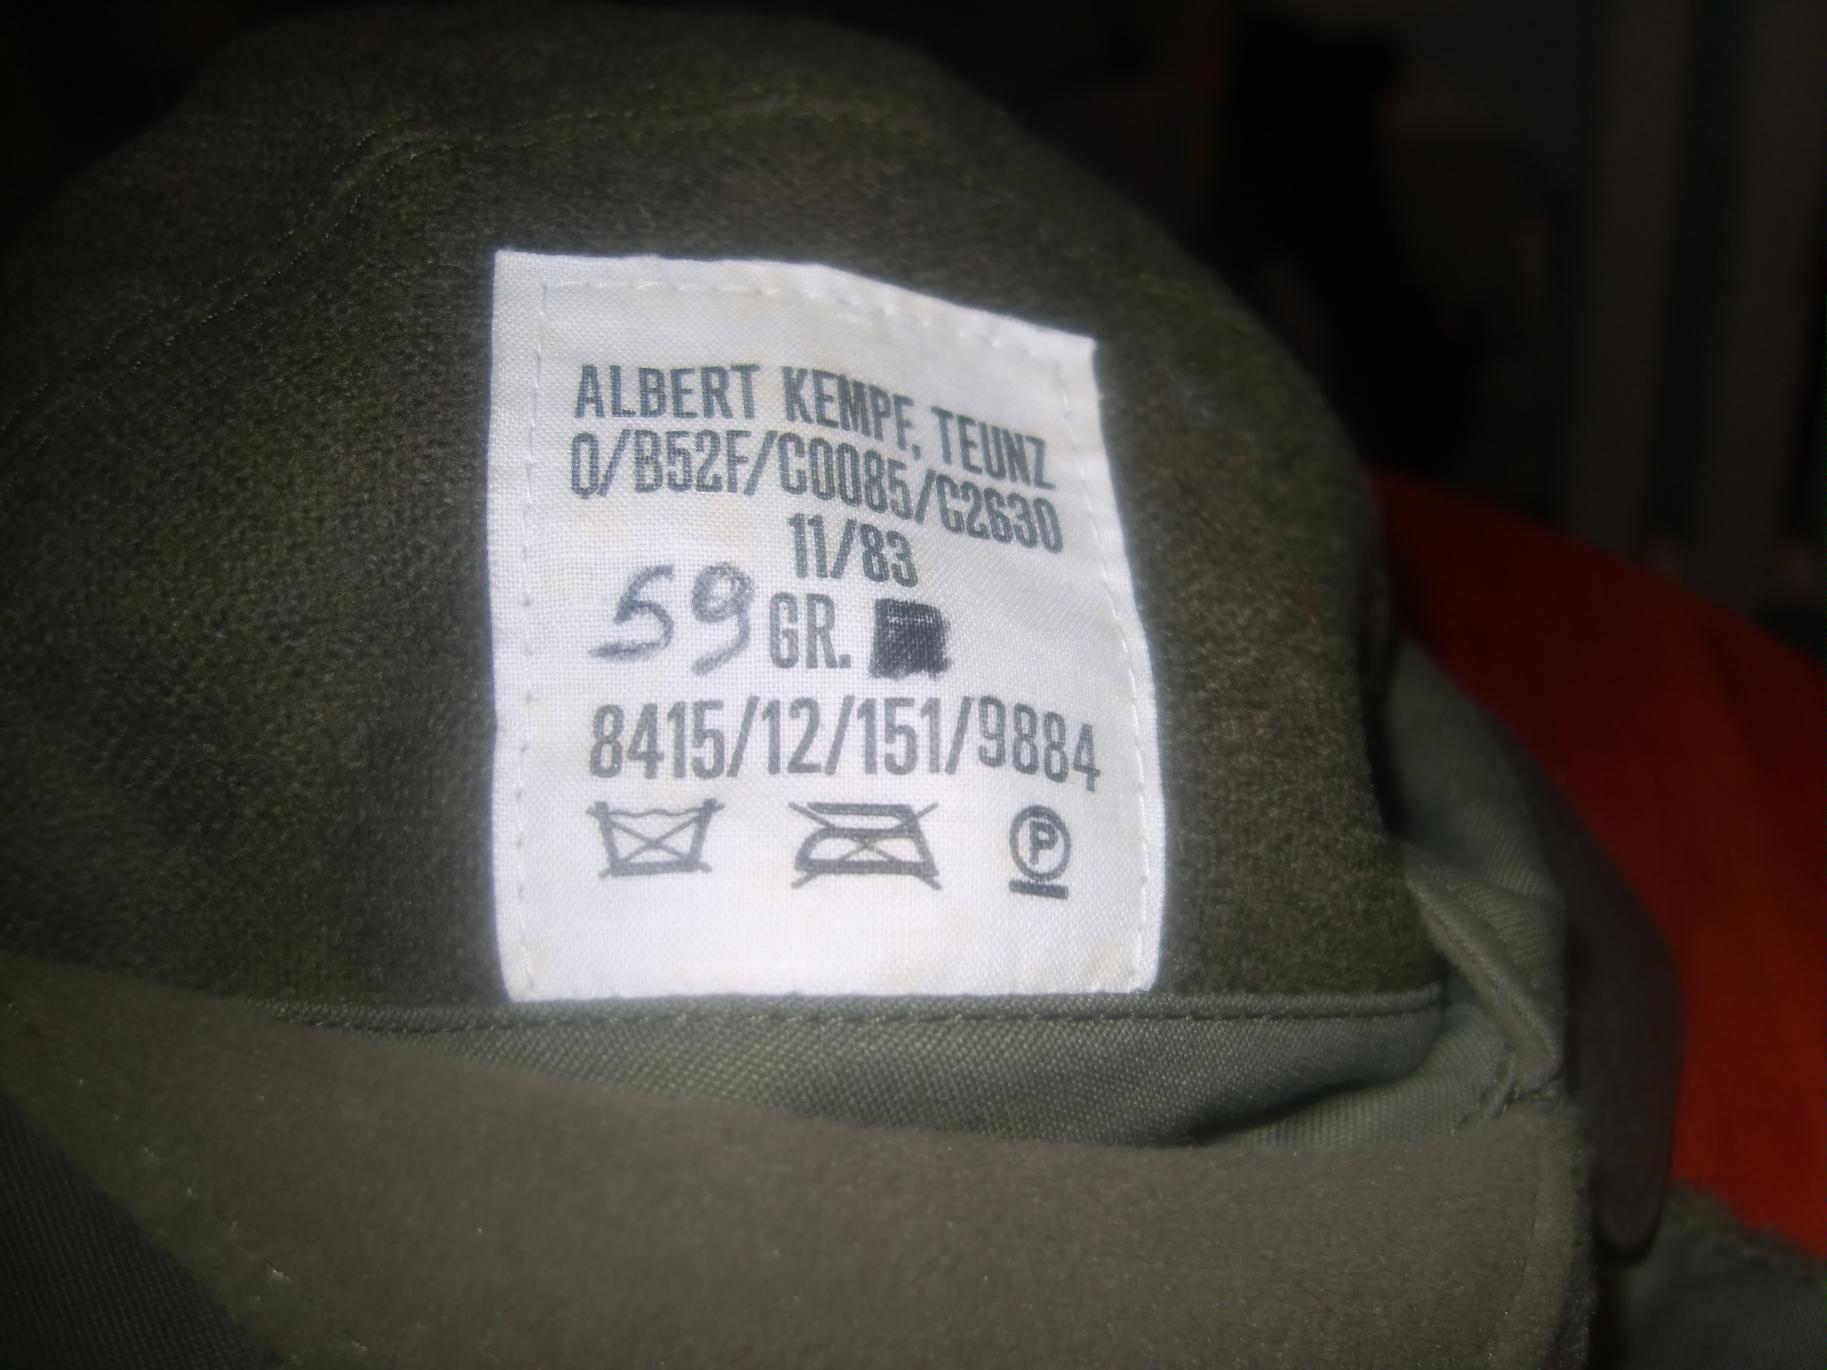 ALBERT KEMPF, TEUNZ
Q/B52F/C0085/C2630
11/83
59 GR.
8415/12/151/9884
P